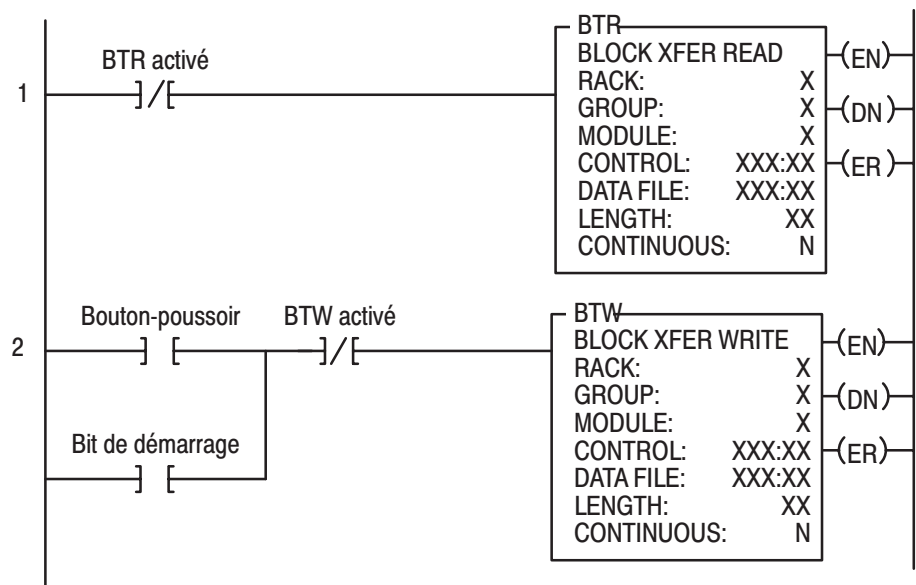 BTR
BTR activé
BLOCK XFER READ
(EN)
1
RACK: X
GROUP: X
(DN)
MODULE: X
CONTROL: XXX:XX
(ER)
DATA FILE: XXX:XX
LENGTH: XX
CONTINUOUS: N
BTW
Bouton-poussoir BTW activé
2
BLOCK XFER WRITE
(EN)
RACK: X
GROUP: X
(DN)
MODULE: X
Bit de démarrage
CONTROL: XXX:XX
(ER)
DATA FILE: XXX:XX
LENGTH: XX
CONTINUOUS: N